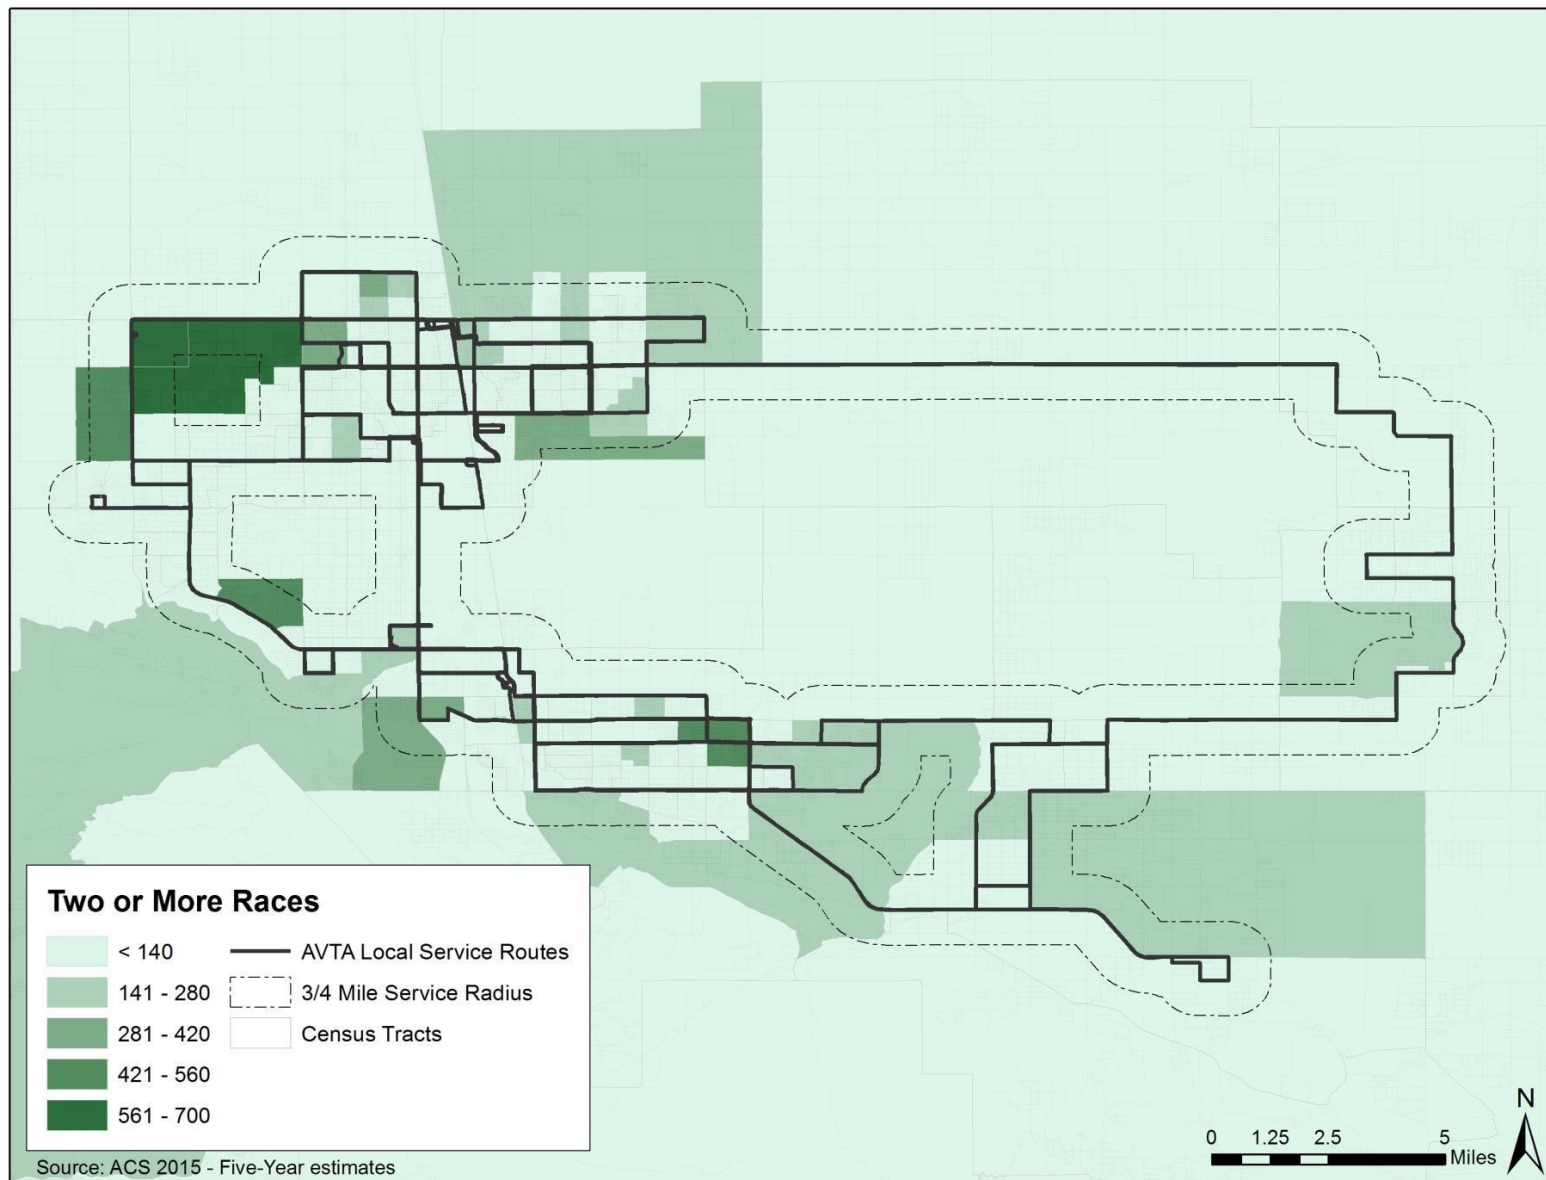 Two or More Races
< 140
AVTA Local Service Routes
141 - 280
3/4 Mile Service Radius
281 - 420
Census Tracts
421 - 560
561 - 700
Source: ACS 2015 - Five-Year estimates
N
0 1.25 2.5 5
Miles